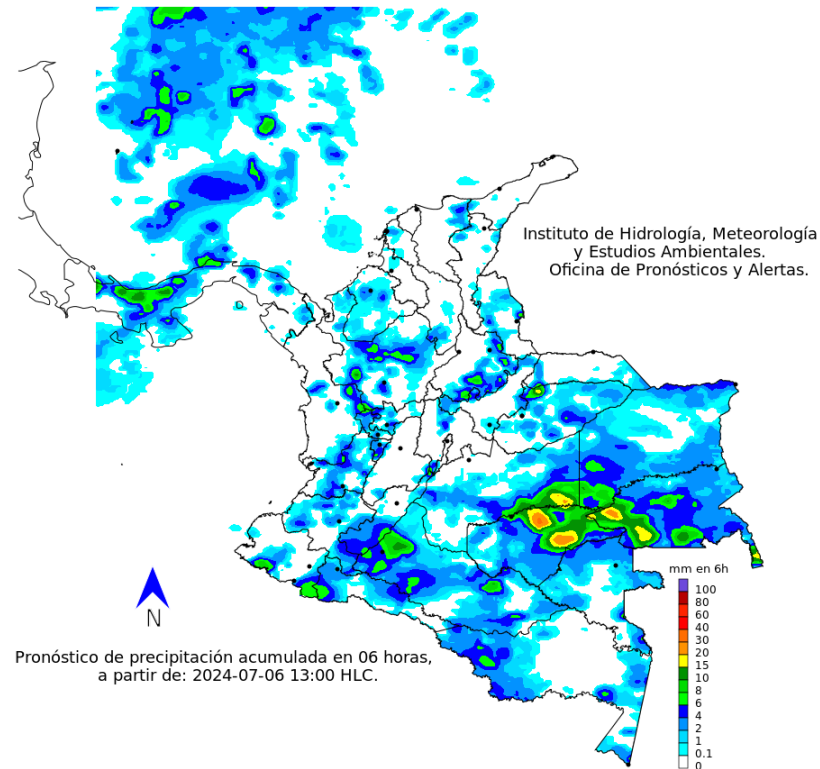 Instituto de Hidrología, Meteorología
y Estudios Ambientales.
Oficina de Pronósticos y Alertas.
mm en 6h
100
80
60
40
30
20
15
10
8
6
4
2
1
0.1
0
N
Pronóstico de precipitación acumulada en 06 horas,
a partir de: 2024-07-06 13:00 HLC.